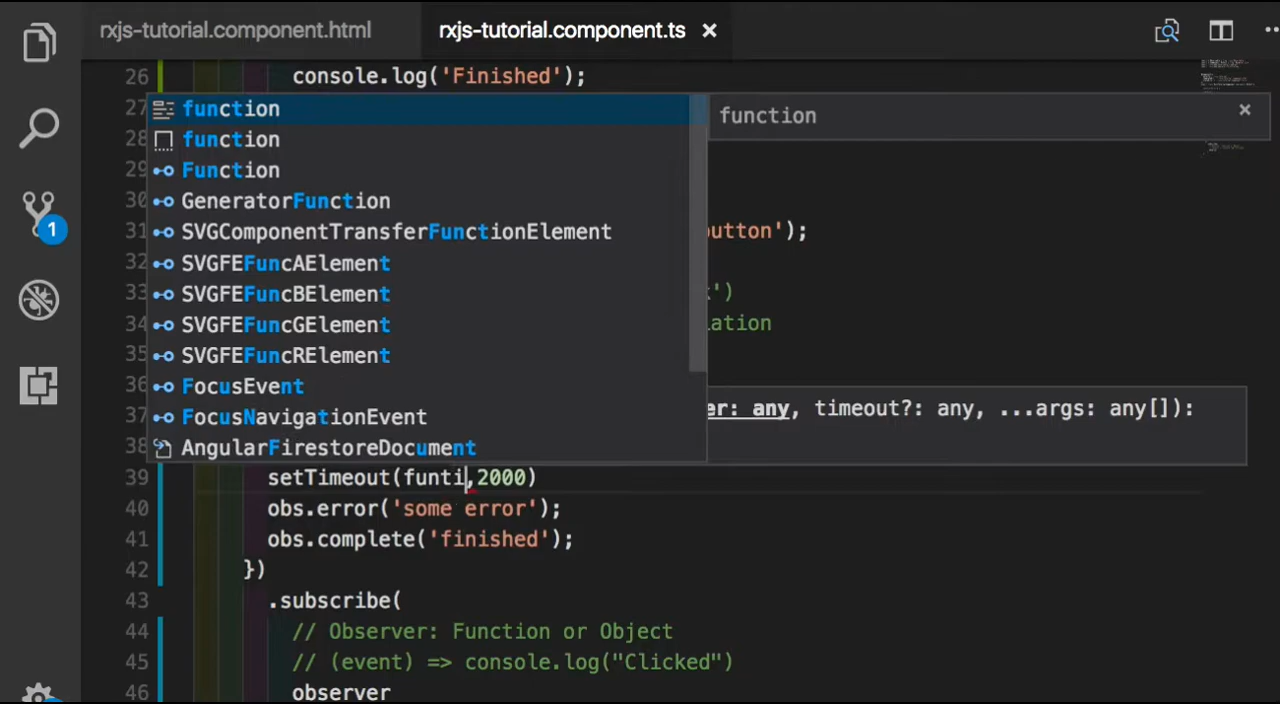 rxjs-tutorial.component.html rxjs-tutorial.component.ts
26 console.log('Finished');
27 function function
28 function
29 Function
30 GeneratorFunction
31 SVGComponentTransferFunctionElement utton');
32 SVGFEFuncAElement
33 SVGFEFuncBElement ')
34 SVGFEFuncGElement lation
35 SVGFEFuncRElement
36 FocusEvent
37 FocusNavigationEvent er: any, timeout?: any, ...args: any[]):
38 AngularFirestoreDocument
39 setTimeout(funti,2000)
40 obs.error('some error');
41 obs.complete('finished');
42 })
43 .subscribe(
44 // Observer: Function or Object
45 // (event) => console.log("Clicked")
46 observer
1